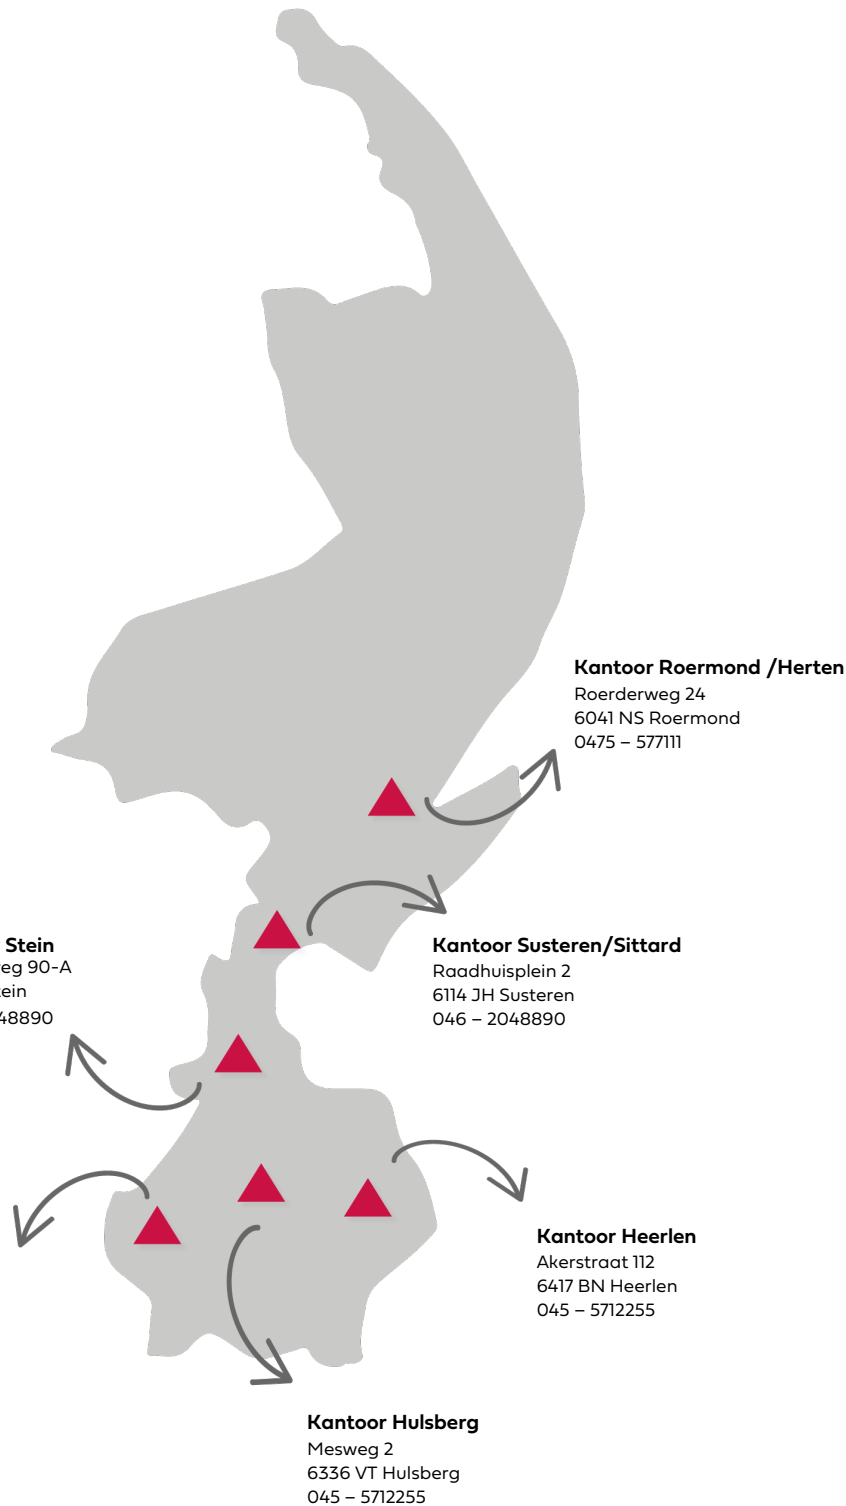 Kantoor Roermond /Herten
Roerderweg 24
6041 NS Roermond
0475 – 577111
Stein
90-A
48890
Kantoor Susteren/Sittard
Raadhuisplein 2
6114 JH Susteren
046 – 2048890
Kantoor Heerlen
Akerstraat 112
6417 BN Heerlen
045 – 5712255
Kantoor Hulsberg
Mesweg 2
6336 VT Hulsberg
045 – 5712255